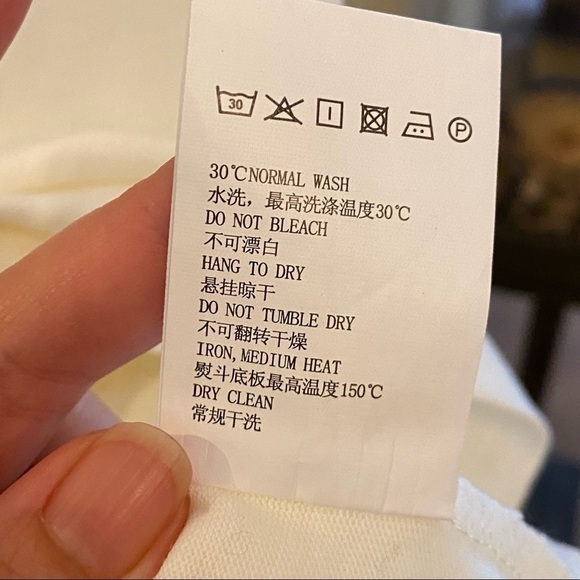 30 P
30℃NORMAL WASH
水洗，最高洗涤温度30℃
DO NOT BLEACH
不可漂白
HANG TO DRY
悬挂晾干
DO NOT TUMBLE DRY
不可翻转干燥
IRON,MEDIUM HEAT
熨斗底板最高温度150℃
DRY CLEAN
常规干洗